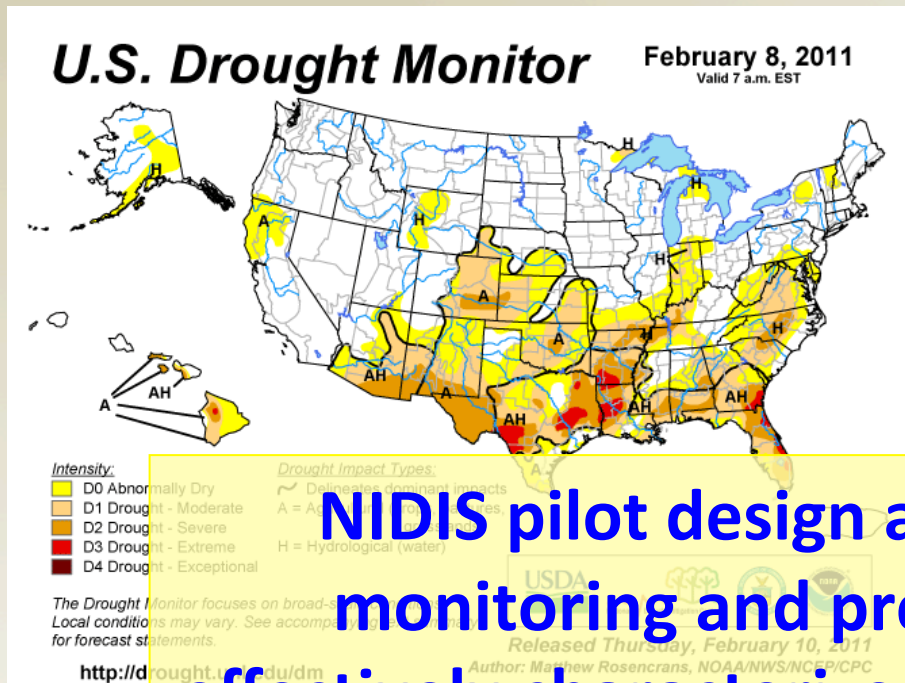 U.S. Drought Monitor
February 8, 2011
Valid 7 a.m. EST
H
A
H
H
H
H
A
A
H
H
AH
A
AH
AH
AH
A
A
AH
Intensity:
D0 Abnormally Dry
D1 Drought - Moderate
D2 Drought - Severe
D3 Drought - Extreme
D4 Drought - Exceptional
Drought Impact Types:
Delineates dominant impacts
A = Agricultural
H = Hydrological (water)
The Drought Monitor focuses on
Local conditions may vary. See
for forecast statements.
http://drought.unl.edu/dm
USDA
Released Thursday, February 10, 2011
Author: Matthew Rosencrans, NOAA/NWS/NCEP/CPC
NIDIS pilot design a
monitoring and pr